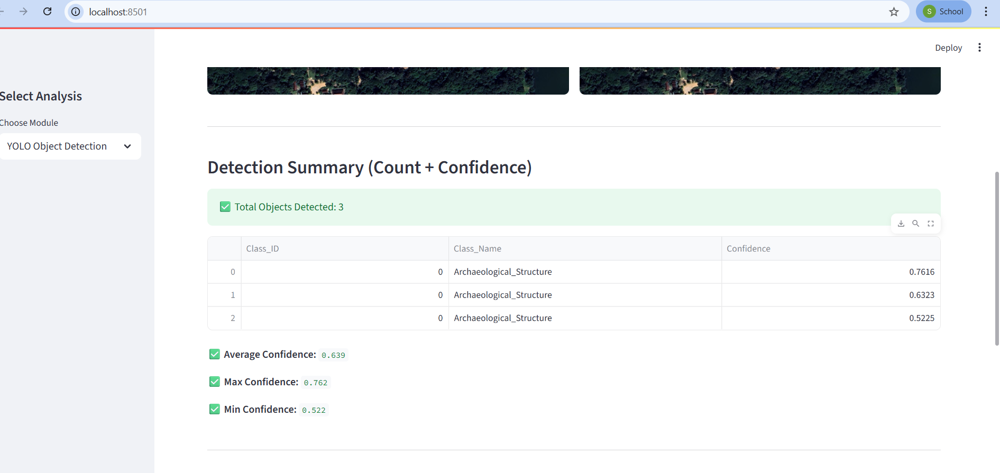 localhost:8501
S School
Deploy
Select Analysis
Choose Module
YOLO Object Detection
Detection Summary (Count + Confidence)
✅ Total Objects Detected: 3
Class_ID Class_Name Confidence
0 0 Archaeological_Structure 0.7616
1 0 Archaeological_Structure 0.6323
2 0 Archaeological_Structure 0.5225
✅ Average Confidence: 0.639
✅ Max Confidence: 0.762
✅ Min Confidence: 0.522